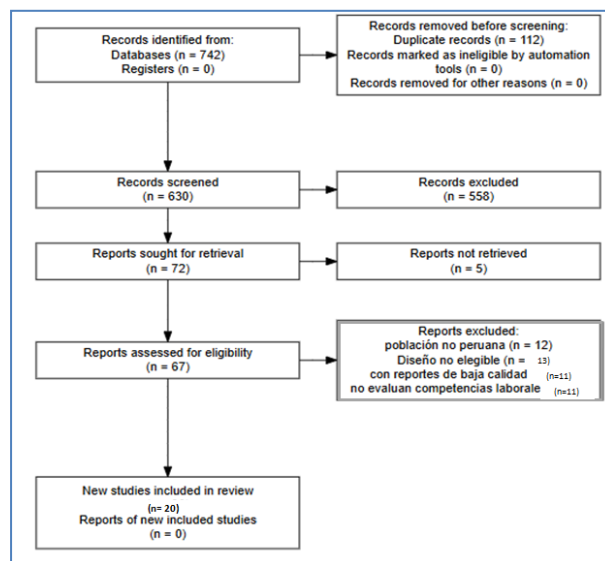 Records identified from:
Databases (n = 742)
Registers (n = 0)
Records removed before screening:
Duplicate records (n = 112)
Records marked as ineligible by automation
tools (n = 0)
Records removed for other reasons (n = 0)
Records screened
(n = 630)
Records excluded
(n = 558)
Reports sought for retrieval
(n = 72)
Reports not retrieved
(n = 5)
Reports assessed for eligibility
(n = 67)
Reports excluded:
población no peruana (n = 12)
Diseño no elegible (n = 13)
con reportes de baja calidad (n=11)
no evaluan competencias laborale (n=11)
New studies included in review
(n= 20)
Reports of new included studies
(n = 0)